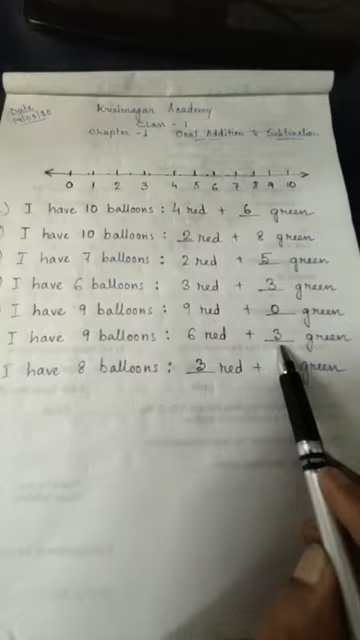 Date
19/05/20
Krishnagar Academy
Class - 1
Chapter - 1 Oral Addition & Subtraction
0 1 2 3 4 5 6 7 8 9 10
) I have 10 balloons : 4 red + 6 green
) I have 10 balloons : 2 red + 8 green
) I have 7 balloons : 2 red + 5 green
) I have 6 balloons : 3 red + 3 green
I have 9 balloons : 9 red + 0 green
I have 9 balloons : 6 red + 3 green
I have 8 balloons : 3 red + green